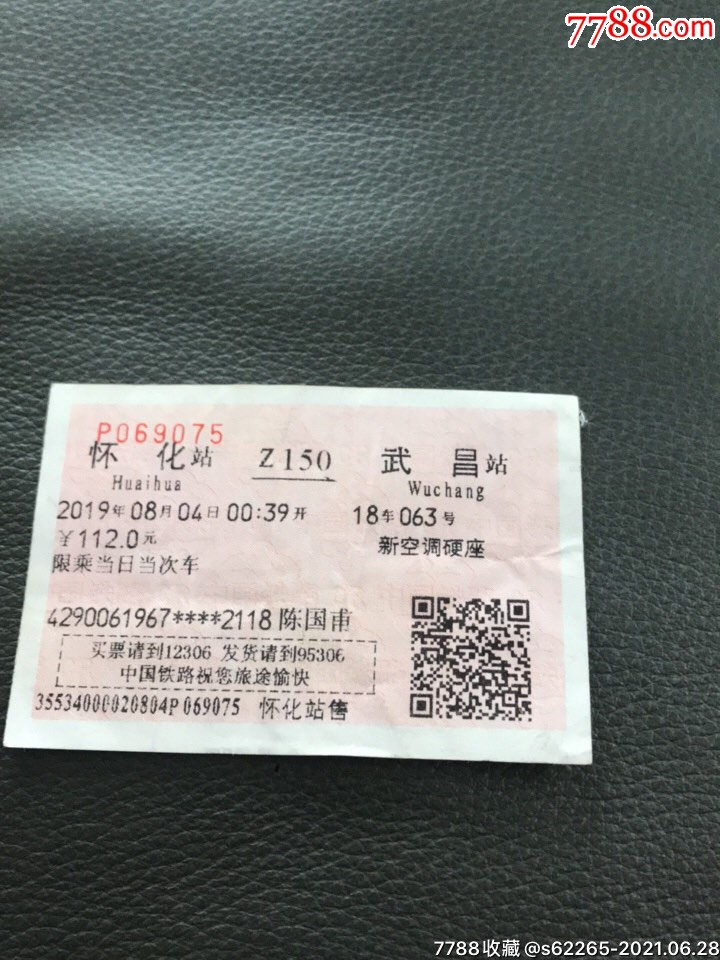 7788.com
P069075
怀化站 Z150 武昌站
Huaihua Wuchang
2019年08月04日00:39开 18车063号
¥112.0元 新空调硬座
限乘当日当次车
4290061967****2118陈国甫
买票请到12306 发货请到95306
中国铁路祝您旅途愉快
35534000020804P069075 怀化站售
7788收藏@s62265-2021.06.28